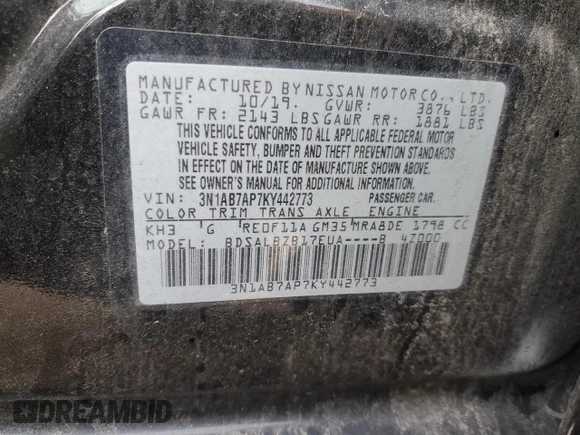 MANUFACTURED BY NISSAN MOTOR CO., LTD.
DATE: 10/19. GVWR: 3876 LBS
GAWR FR: 2143 LBS GAWR RR: 1881 LBS
THIS VEHICLE CONFORMS TO ALL APPLICABLE FEDERAL MOTOR
VEHICLE SAFETY, BUMPER AND THEFT PREVENTION STANDARDS
IN EFFECT ON THE DATE OF MANUFACTURE SHOWN ABOVE.
SEE OWNER'S MANUAL FOR ADDITIONAL INFORMATION.
VIN: 3N1AB7AP7KY442773 PASSENGER CAR.
COLOR TRIM TRANS AXLE ENGINE
KH3 G RE0F11A GM35 MRA8DE 1798 CC
MODEL: BDSALBZB17EUA----B 4Z000
3N1AB7AP7KY442773
DREAMBID